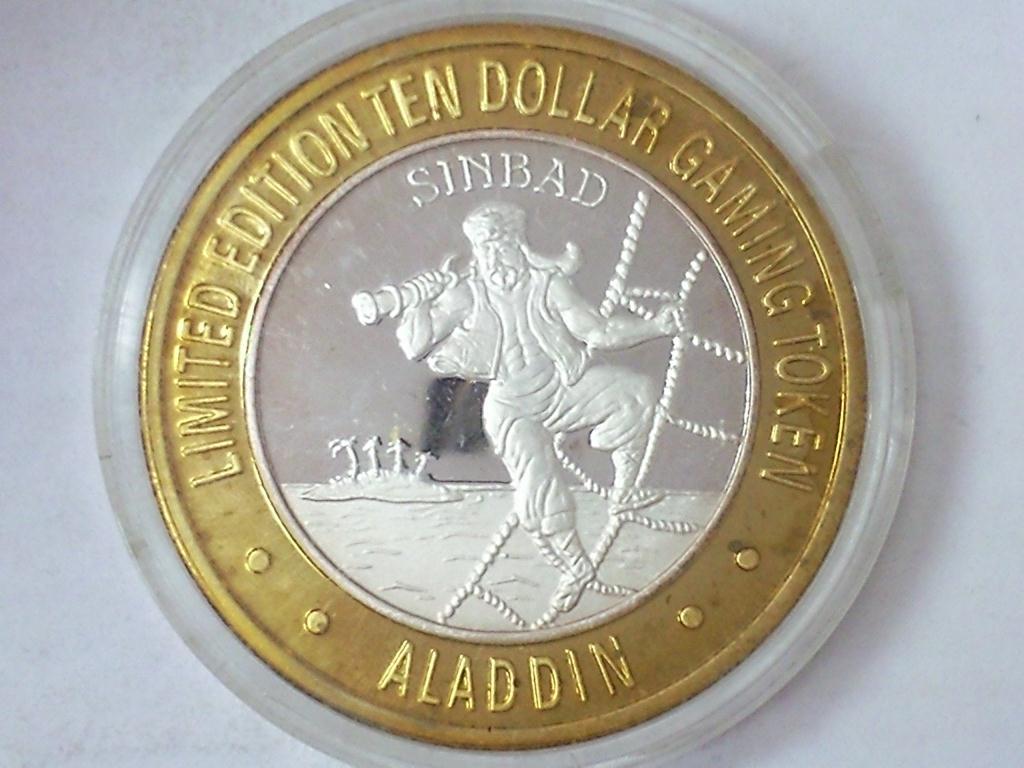 LIMITED EDITION TEN DOLLAR GAMING TOKEN
SINBAD
ALADDIN